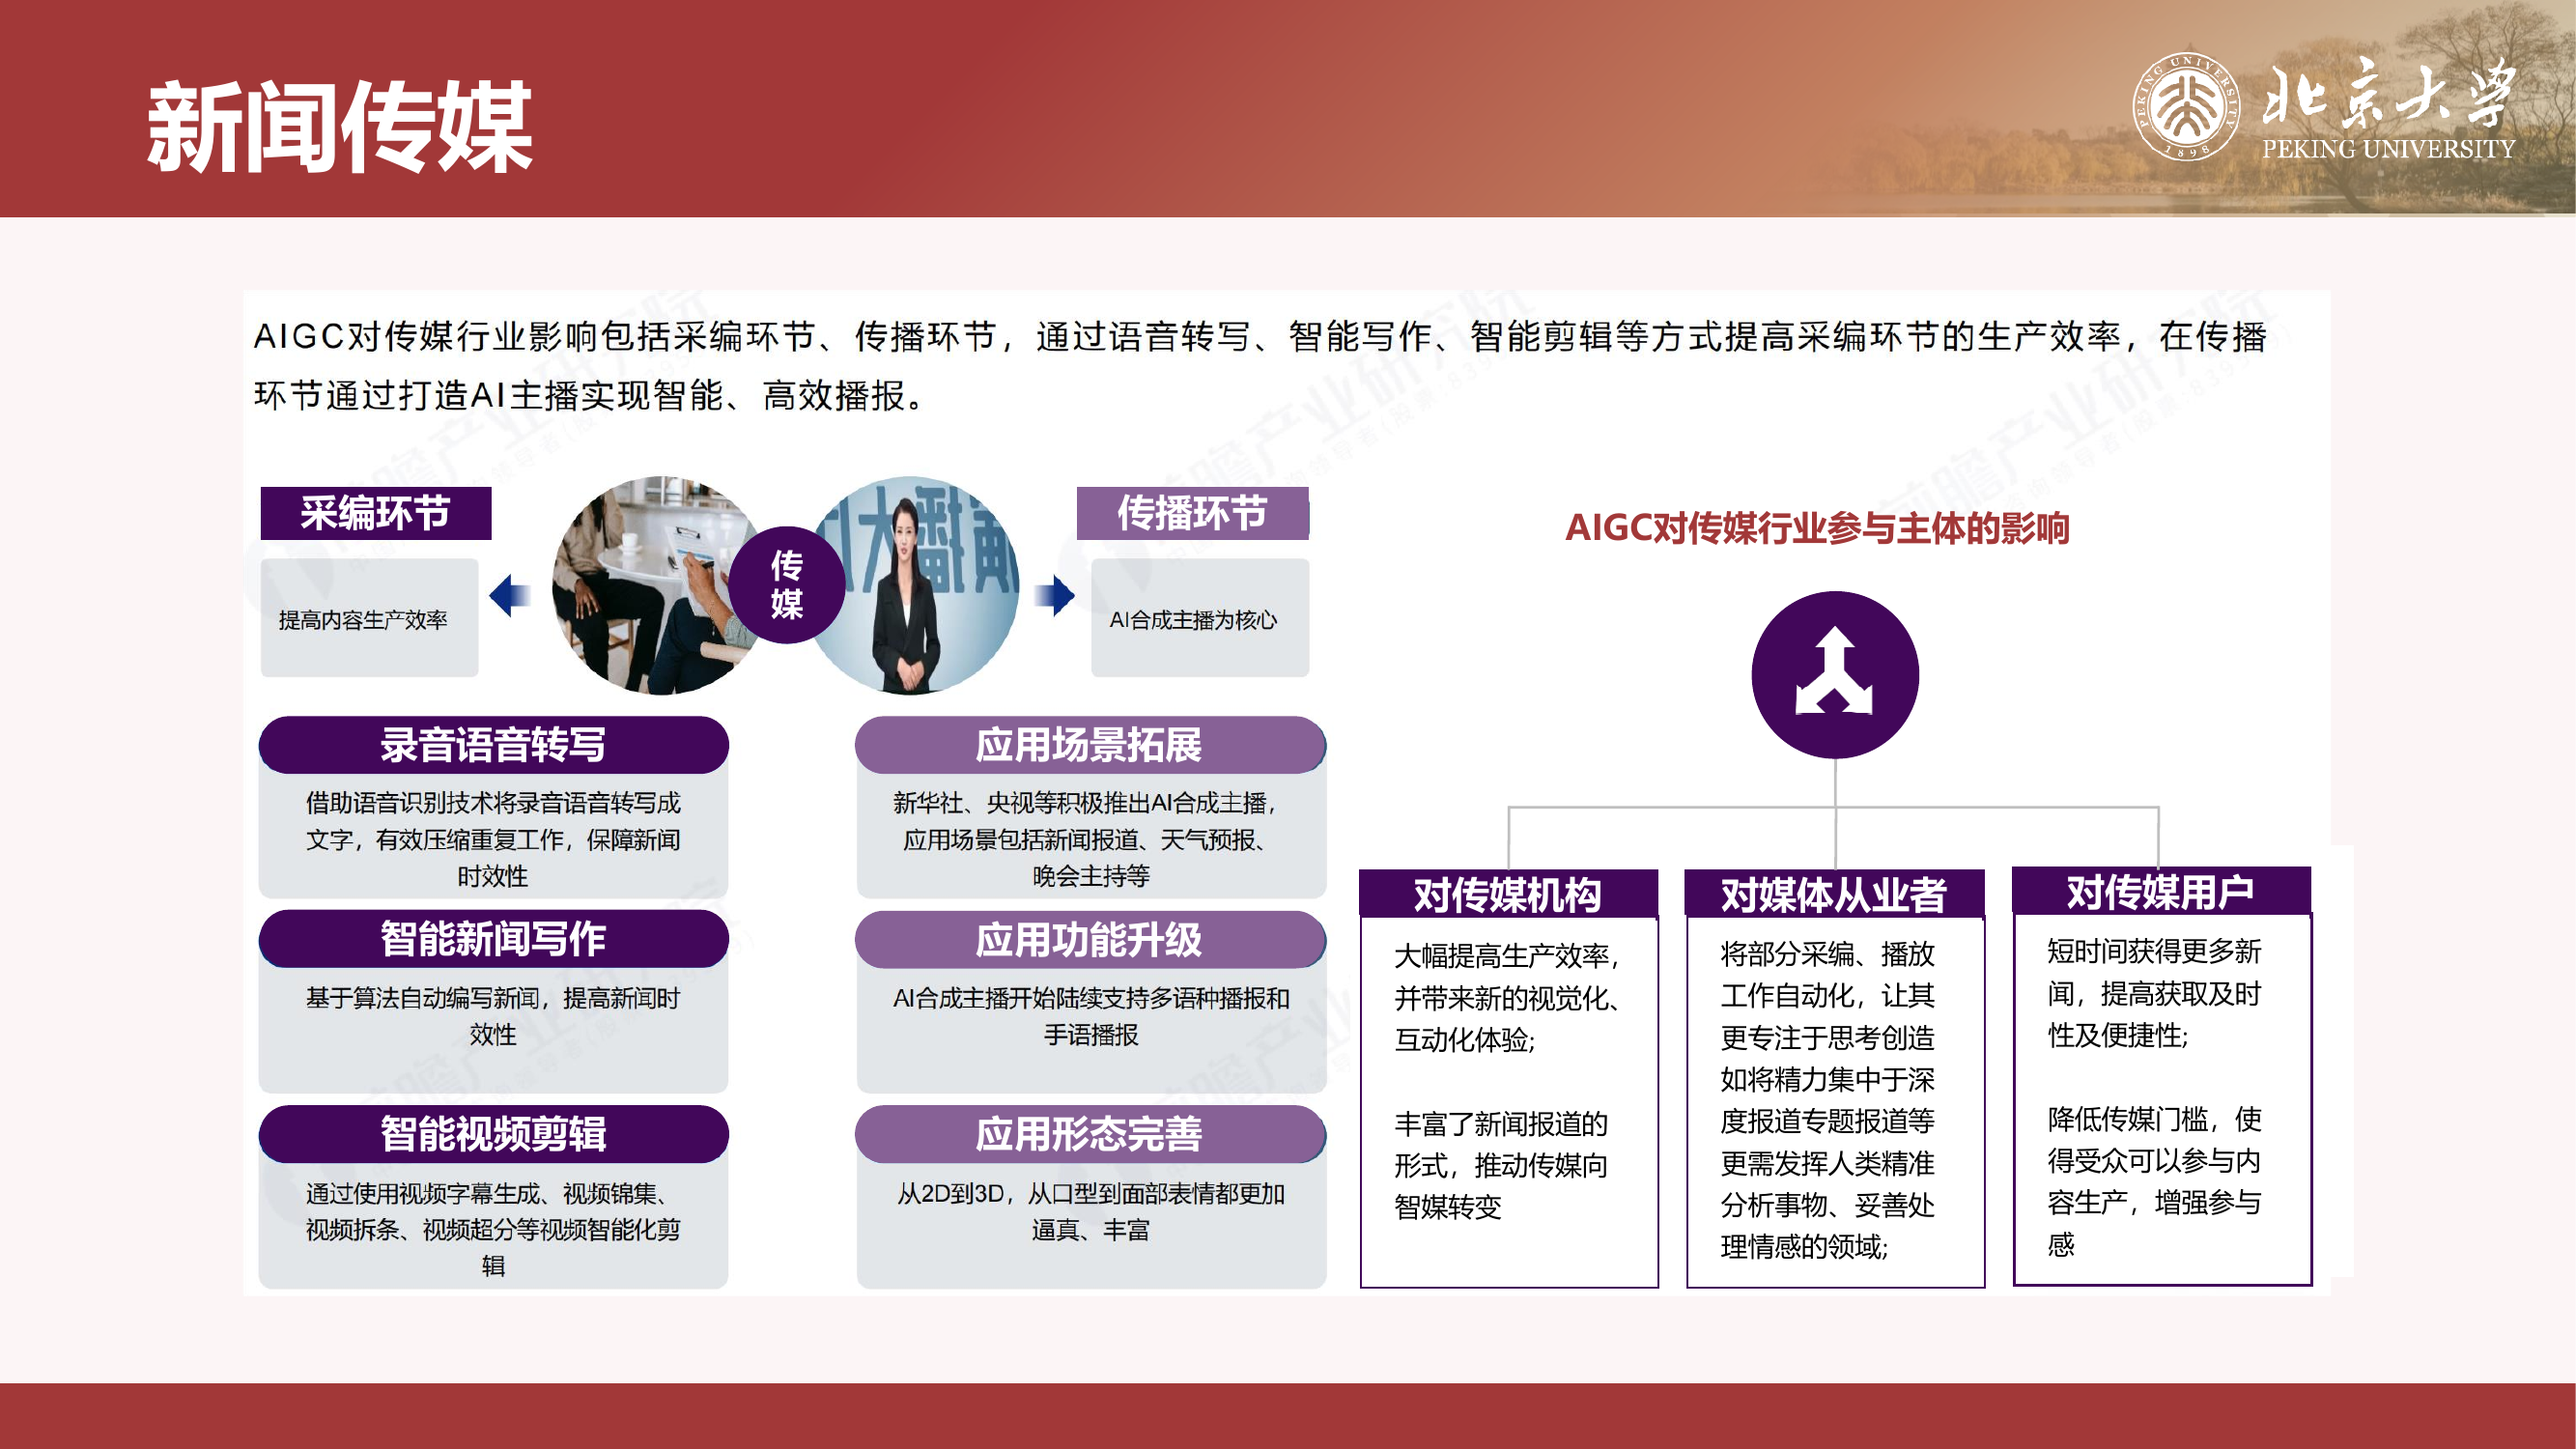 新闻传媒
PEKING UNIVERSITY
1898
北京大学
PEKING UNIVERSITY
AIGC对传媒行业影响包括采编环节、传播环节，通过语音转写、智能写作、智能剪辑等方式提高采编环节的生产效率，在传播
环节通过打造AI主播实现智能、高效播报。
采编环节
提高内容生产效率
传
媒
传播环节
AI合成主播为核心
录音语音转写
借助语音识别技术将录音语音转写成
文字，有效压缩重复工作，保障新闻
时效性
智能新闻写作
基于算法自动编写新闻，提高新闻时
效性
智能视频剪辑
通过使用视频字幕生成、视频锦集、
视频拆条、视频超分等视频智能化剪
辑
应用场景拓展
新华社、央视等积极推出AI合成主播，
应用场景包括新闻报道、天气预报、
晚会主持等
应用功能升级
AI合成主播开始陆续支持多语种播报和
手语播报
应用形态完善
从2D到3D，从口型到面部表情都更加
逼真、丰富
AIGC对传媒行业参与主体的影响
对传媒机构
大幅提高生产效率，
并带来新的视觉化、
互动化体验；
丰富了新闻报道的
形式，推动传媒向
智媒转变
对媒体从业者
将部分采编、播放
工作自动化，让其
更专注于思考创造
如将精力集中于深
度报道专题报道等
更需发挥人类精准
分析事物、妥善处
理情感的领域；
对传媒用户
短时间获得更多新
闻，提高获取及时
性及便捷性；
降低传媒门槛，使
得受众可以参与内
容生产，增强参与
感